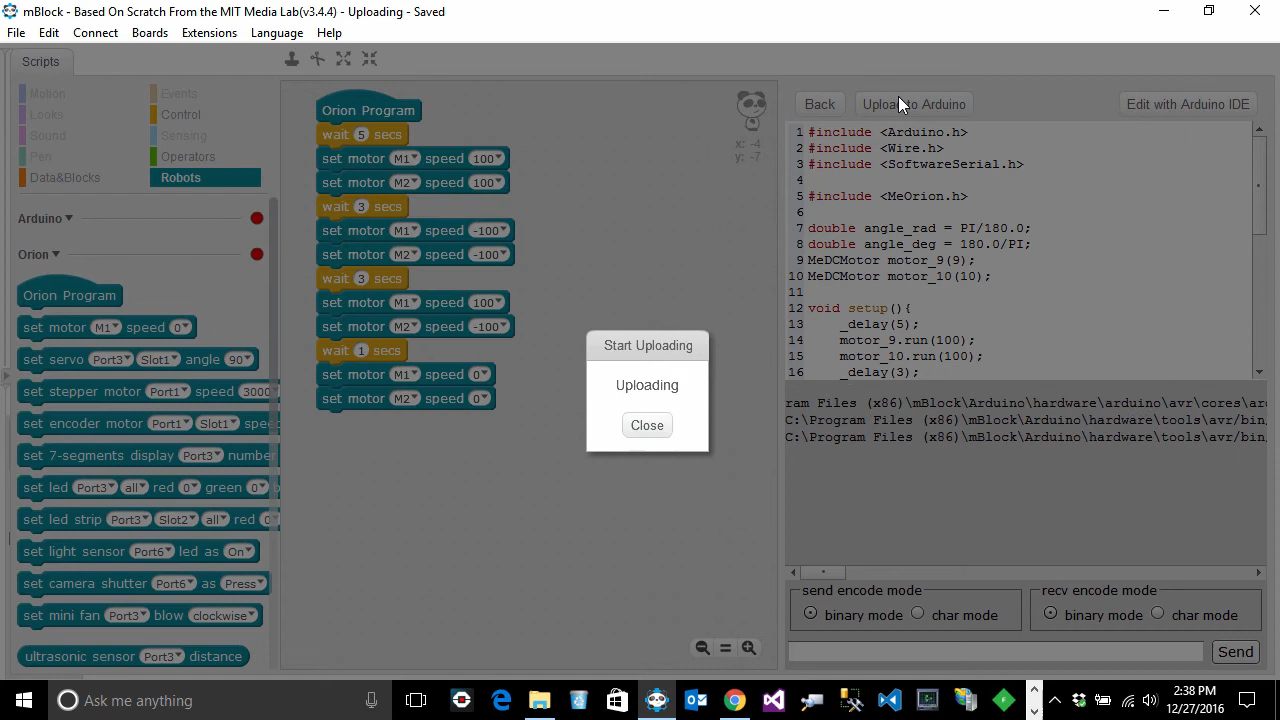 mBlock - Based On Scratch From the MIT Media Lab(v3.4.4) - Uploading - Saved
File Edit Connect Boards Extensions Language Help
Scripts
Motion Events
Looks Control
Sound Sensing
Pen Operators
Data&Blocks Robots
Arduino
Orion
Orion Program
set motor M1 speed 0
set servo Port3 Slot1 angle 90
set stepper motor Port1 speed 3000
set encoder motor Port1 Slot1 spee
set 7-segments display Port3 number
set led Port3 all red 0 green 0 b
set led strip Port3 Slot2 all red 0
set light sensor Port6 led as On
set camera shutter Port6 as Press
set mini fan Port3 blow clockwise
ultrasonic sensor Port3 distance
Orion Program
wait 5 secs
set motor M1 speed 100
set motor M2 speed 100
wait 3 secs
set motor M1 speed -100
set motor M2 speed -100
wait 3 secs
set motor M1 speed 100
set motor M2 speed -100
wait 1 secs
set motor M1 speed 0
set motor M2 speed 0
x: -4
y: -7
Start Uploading
Uploading
Close
Back Upload to Arduino Edit with Arduino IDE
1 #include <Arduino.h>
2 #include <Wire.h>
3 #include <SoftwareSerial.h>
4
5 #include <MeOrion.h>
6
7 double angle_rad = PI/180.0;
8 double angle_deg = 180.0/PI;
9 MeDCMotor motor_9(9);
10 MeDCMotor motor_10(10);
11
12 void setup(){
13 _delay(5);
14 motor_9.run(100);
15 motor_10.run(100);
16 _delay(3);
ram Files (x86)\mBlock\Arduino\hardware\arduino\avr\cores\ar
C:\Program Files (x86)\mBlock\Arduino\hardware\tools\avr/bin
C:\Program Files (x86)\mBlock\Arduino\hardware\tools\avr/bin
send encode mode
binary mode char mode
recv encode mode
binary mode char mode
Send
Ask me anything
2:38 PM
12/27/2016